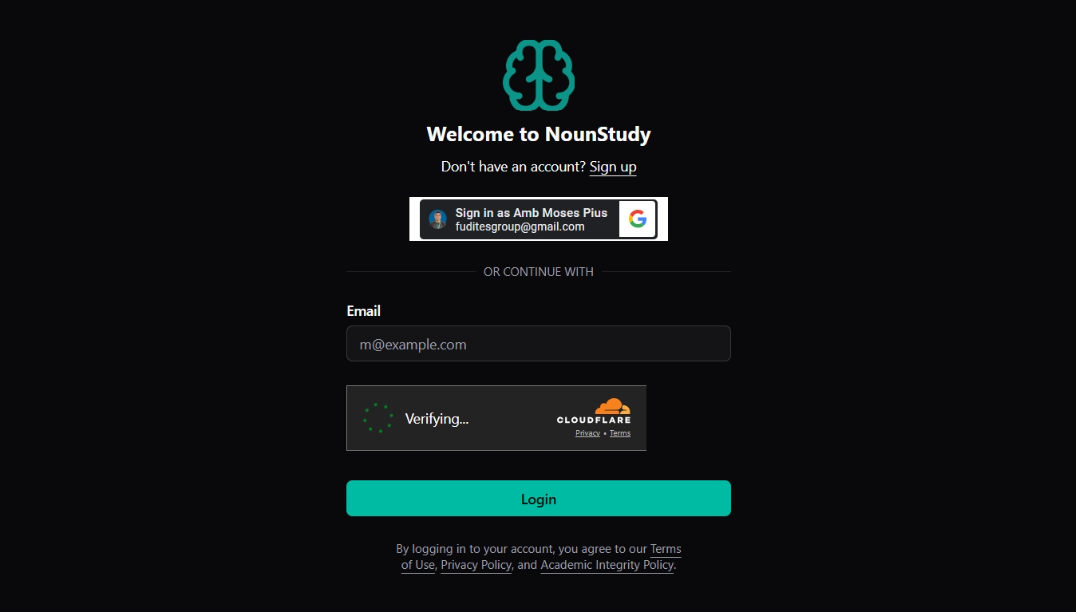 Welcome to NounStudy
Don't have an account? Sign up
Sign in as Amb Moses Pius
fuditesgroup@gmail.com
OR CONTINUE WITH
Email
m@example.com
Verifying...
CLOUDFLARE
Privacy • Terms
Login
By logging in to your account, you agree to our Terms
of Use, Privacy Policy, and Academic Integrity Policy.